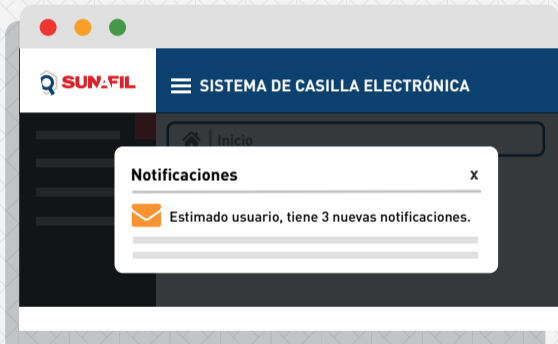 SUNAFIL
SISTEMA DE CASILLA ELECTRÓNICA
Inicio
Notificaciones x
Estimado usuario, tiene 3 nuevas notificaciones.